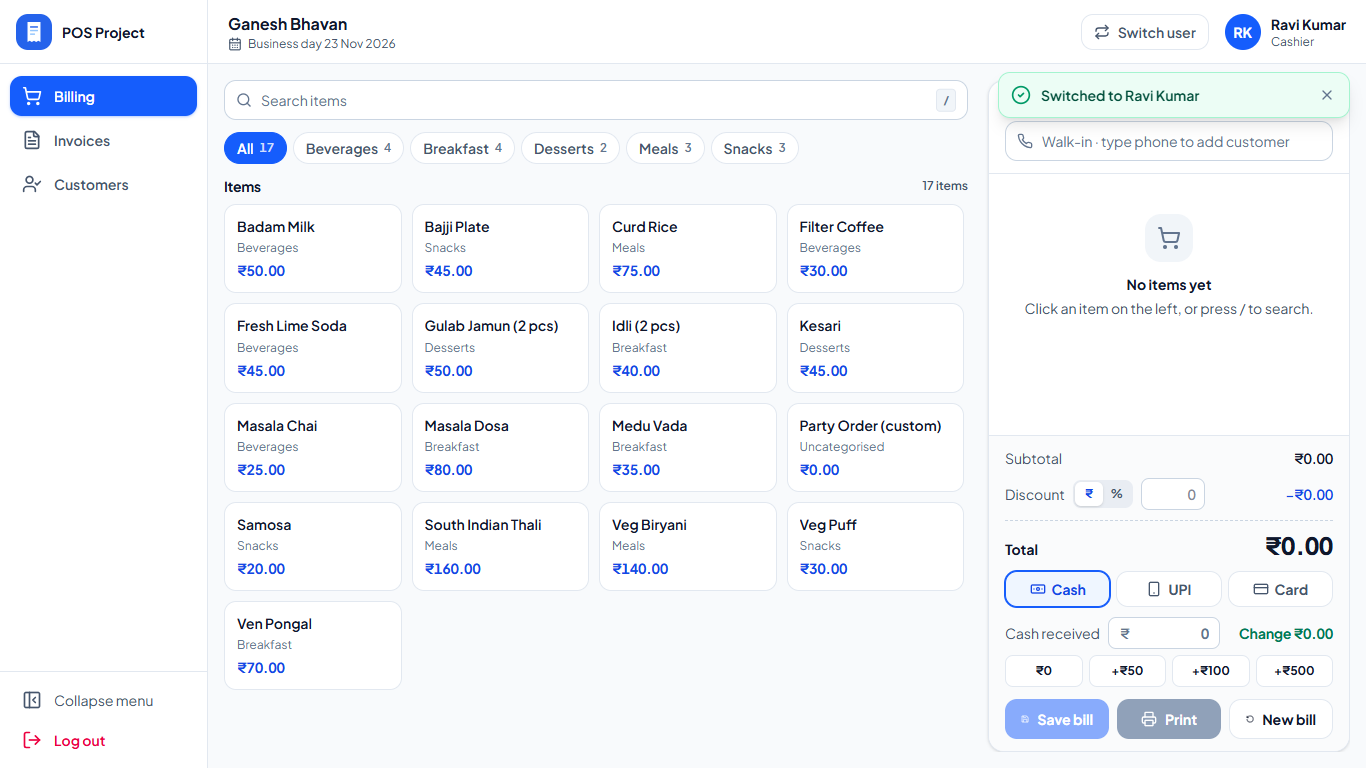 POS Project
Ganesh Bhavan
Business day 23 Nov 2026
Switch user
RK
Ravi Kumar
Cashier
Billing
Invoices
Customers
Collapse menu
Log out
Search items
/
All 17
Beverages 4
Breakfast 4
Desserts 2
Meals 3
Snacks 3
Items
17 items
Badam Milk
Beverages
₹50.00
Bajji Plate
Snacks
₹45.00
Curd Rice
Meals
₹75.00
Filter Coffee
Beverages
₹30.00
Fresh Lime Soda
Beverages
₹45.00
Gulab Jamun (2 pcs)
Desserts
₹50.00
Idli (2 pcs)
Breakfast
₹40.00
Kesari
Desserts
₹45.00
Masala Chai
Beverages
₹25.00
Masala Dosa
Breakfast
₹80.00
Medu Vada
Breakfast
₹35.00
Party Order (custom)
Uncategorised
₹0.00
Samosa
Snacks
₹20.00
South Indian Thali
Meals
₹160.00
Veg Biryani
Meals
₹140.00
Veg Puff
Snacks
₹30.00
Ven Pongal
Breakfast
₹70.00
Switched to Ravi Kumar
Walk-in · type phone to add customer
No items yet
Click an item on the left, or press / to search.
Subtotal ₹0.00
Discount ₹ % 0 −₹0.00
Total ₹0.00
Cash UPI Card
Cash received ₹ 0 Change ₹0.00
₹0 +₹50 +₹100 +₹500
Save bill Print New bill